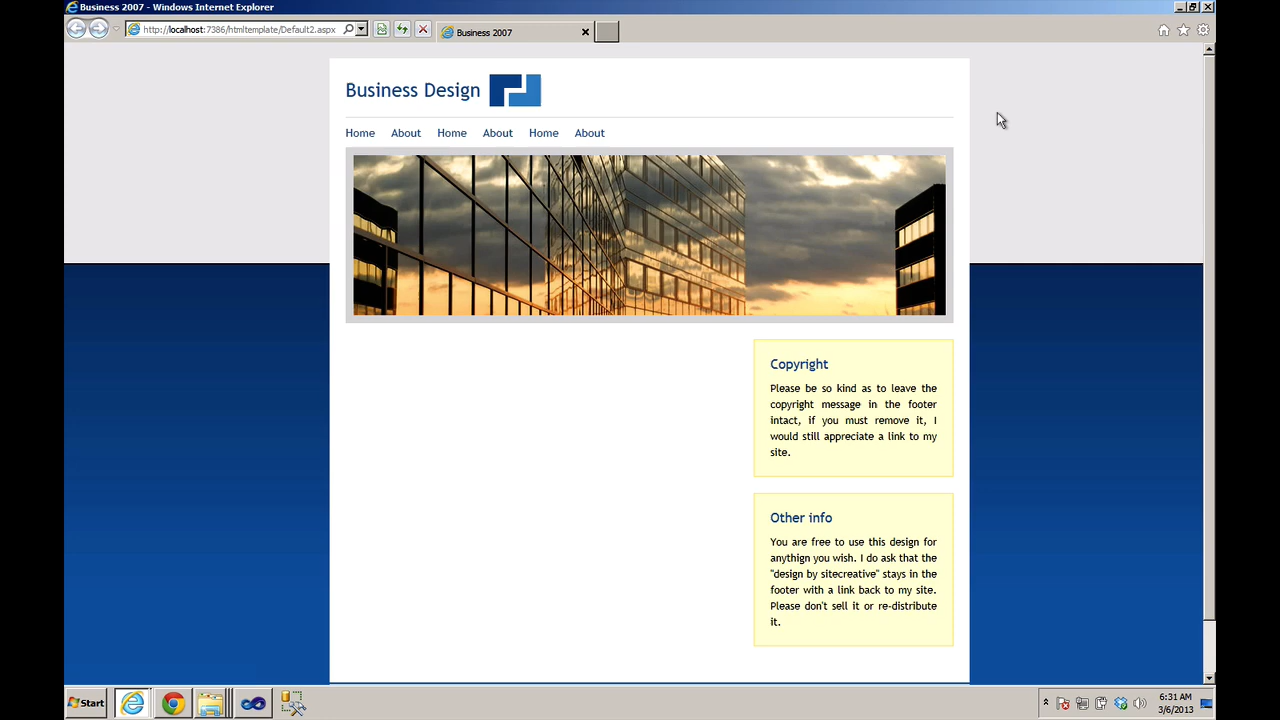 Business 2007 - Windows Internet Explorer
http://localhost:7386/htmltemplate/Default2.aspx
Business 2007
Business Design
Home About Home About Home About
Copyright
Please be so kind as to leave the
copyright message in the footer
intact, if you must remove it, I
would still appreciate a link to my
site.
Other info
You are free to use this design for
anythign you wish. I do ask that the
"design by sitecreative" stays in the
footer with a link back to my site.
Please don't sell it or re-distribute
it.
Start
6:31 AM
3/6/2013